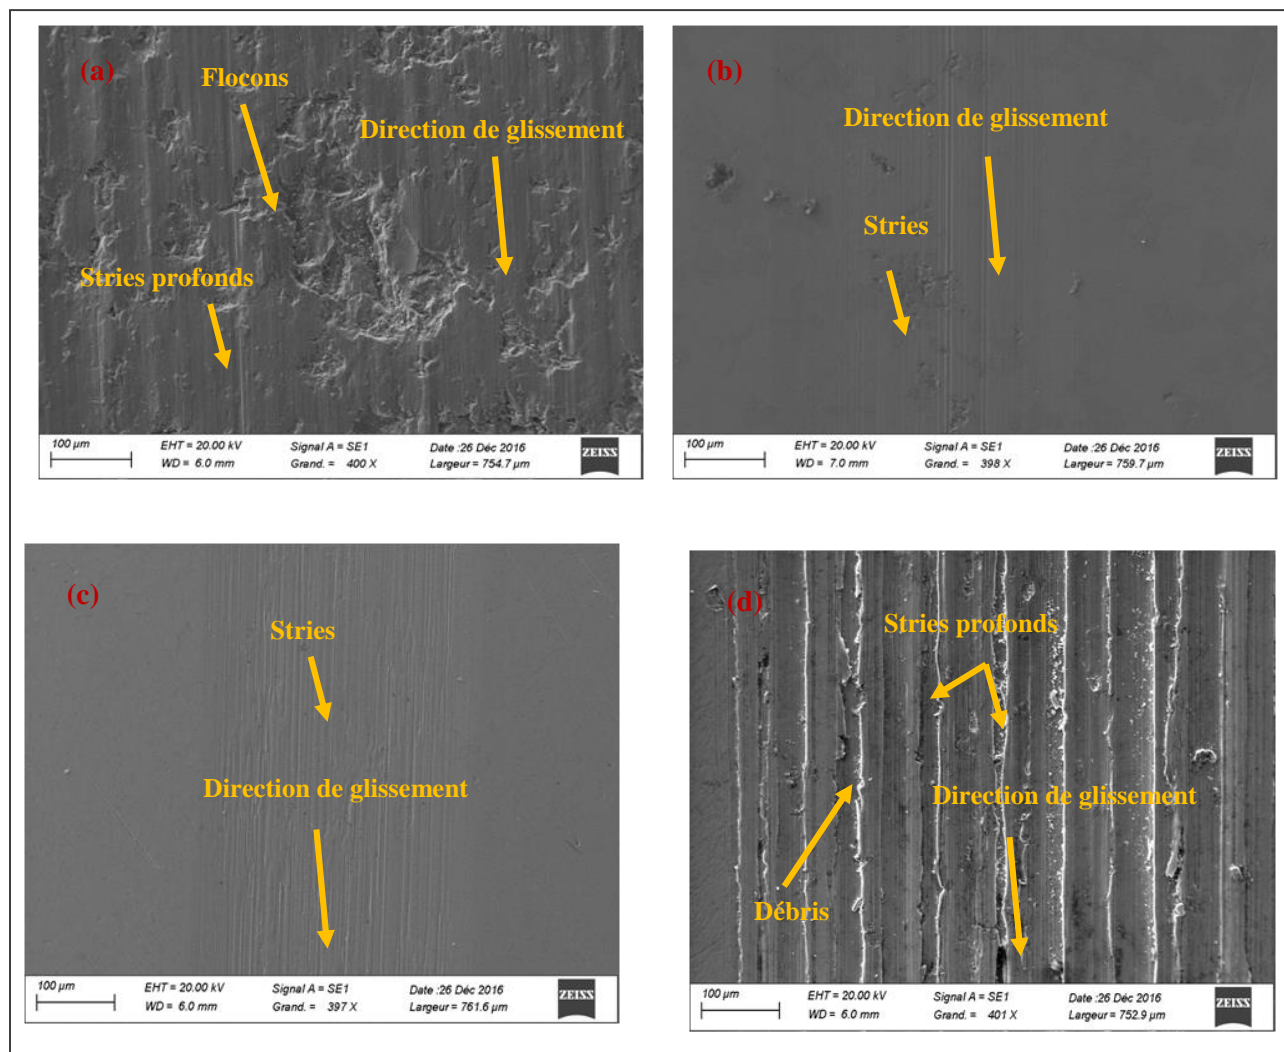 (a)
Flocons
Direction de glissement
Stries profonds
100 µm
EHT = 20.00 kV
Signal A = SE1
Date :26 Déc 2016
WD = 6.0 mm
Grand. = 400 X
Largeur = 754.7 µm
ZEISS
(b)
Direction de glissement
Stries
100 µm
EHT = 20.00 kV
Signal A = SE1
Date :26 Déc 2016
WD = 7.0 mm
Grand. = 398 X
Largeur = 759.7 µm
ZEISS
(c)
Stries
Direction de glissement
100 µm
EHT = 20.00 kV
Signal A = SE1
Date :26 Déc 2016
WD = 6.0 mm
Grand. = 397 X
Largeur = 761.6 µm
ZEISS
(d)
Stries profonds
Direction de glissement
Débris
100 µm
EHT = 20.00 kV
Signal A = SE1
Date :26 Déc 2016
WD = 6.0 mm
Grand. = 401 X
Largeur = 752.9 µm
ZEISS